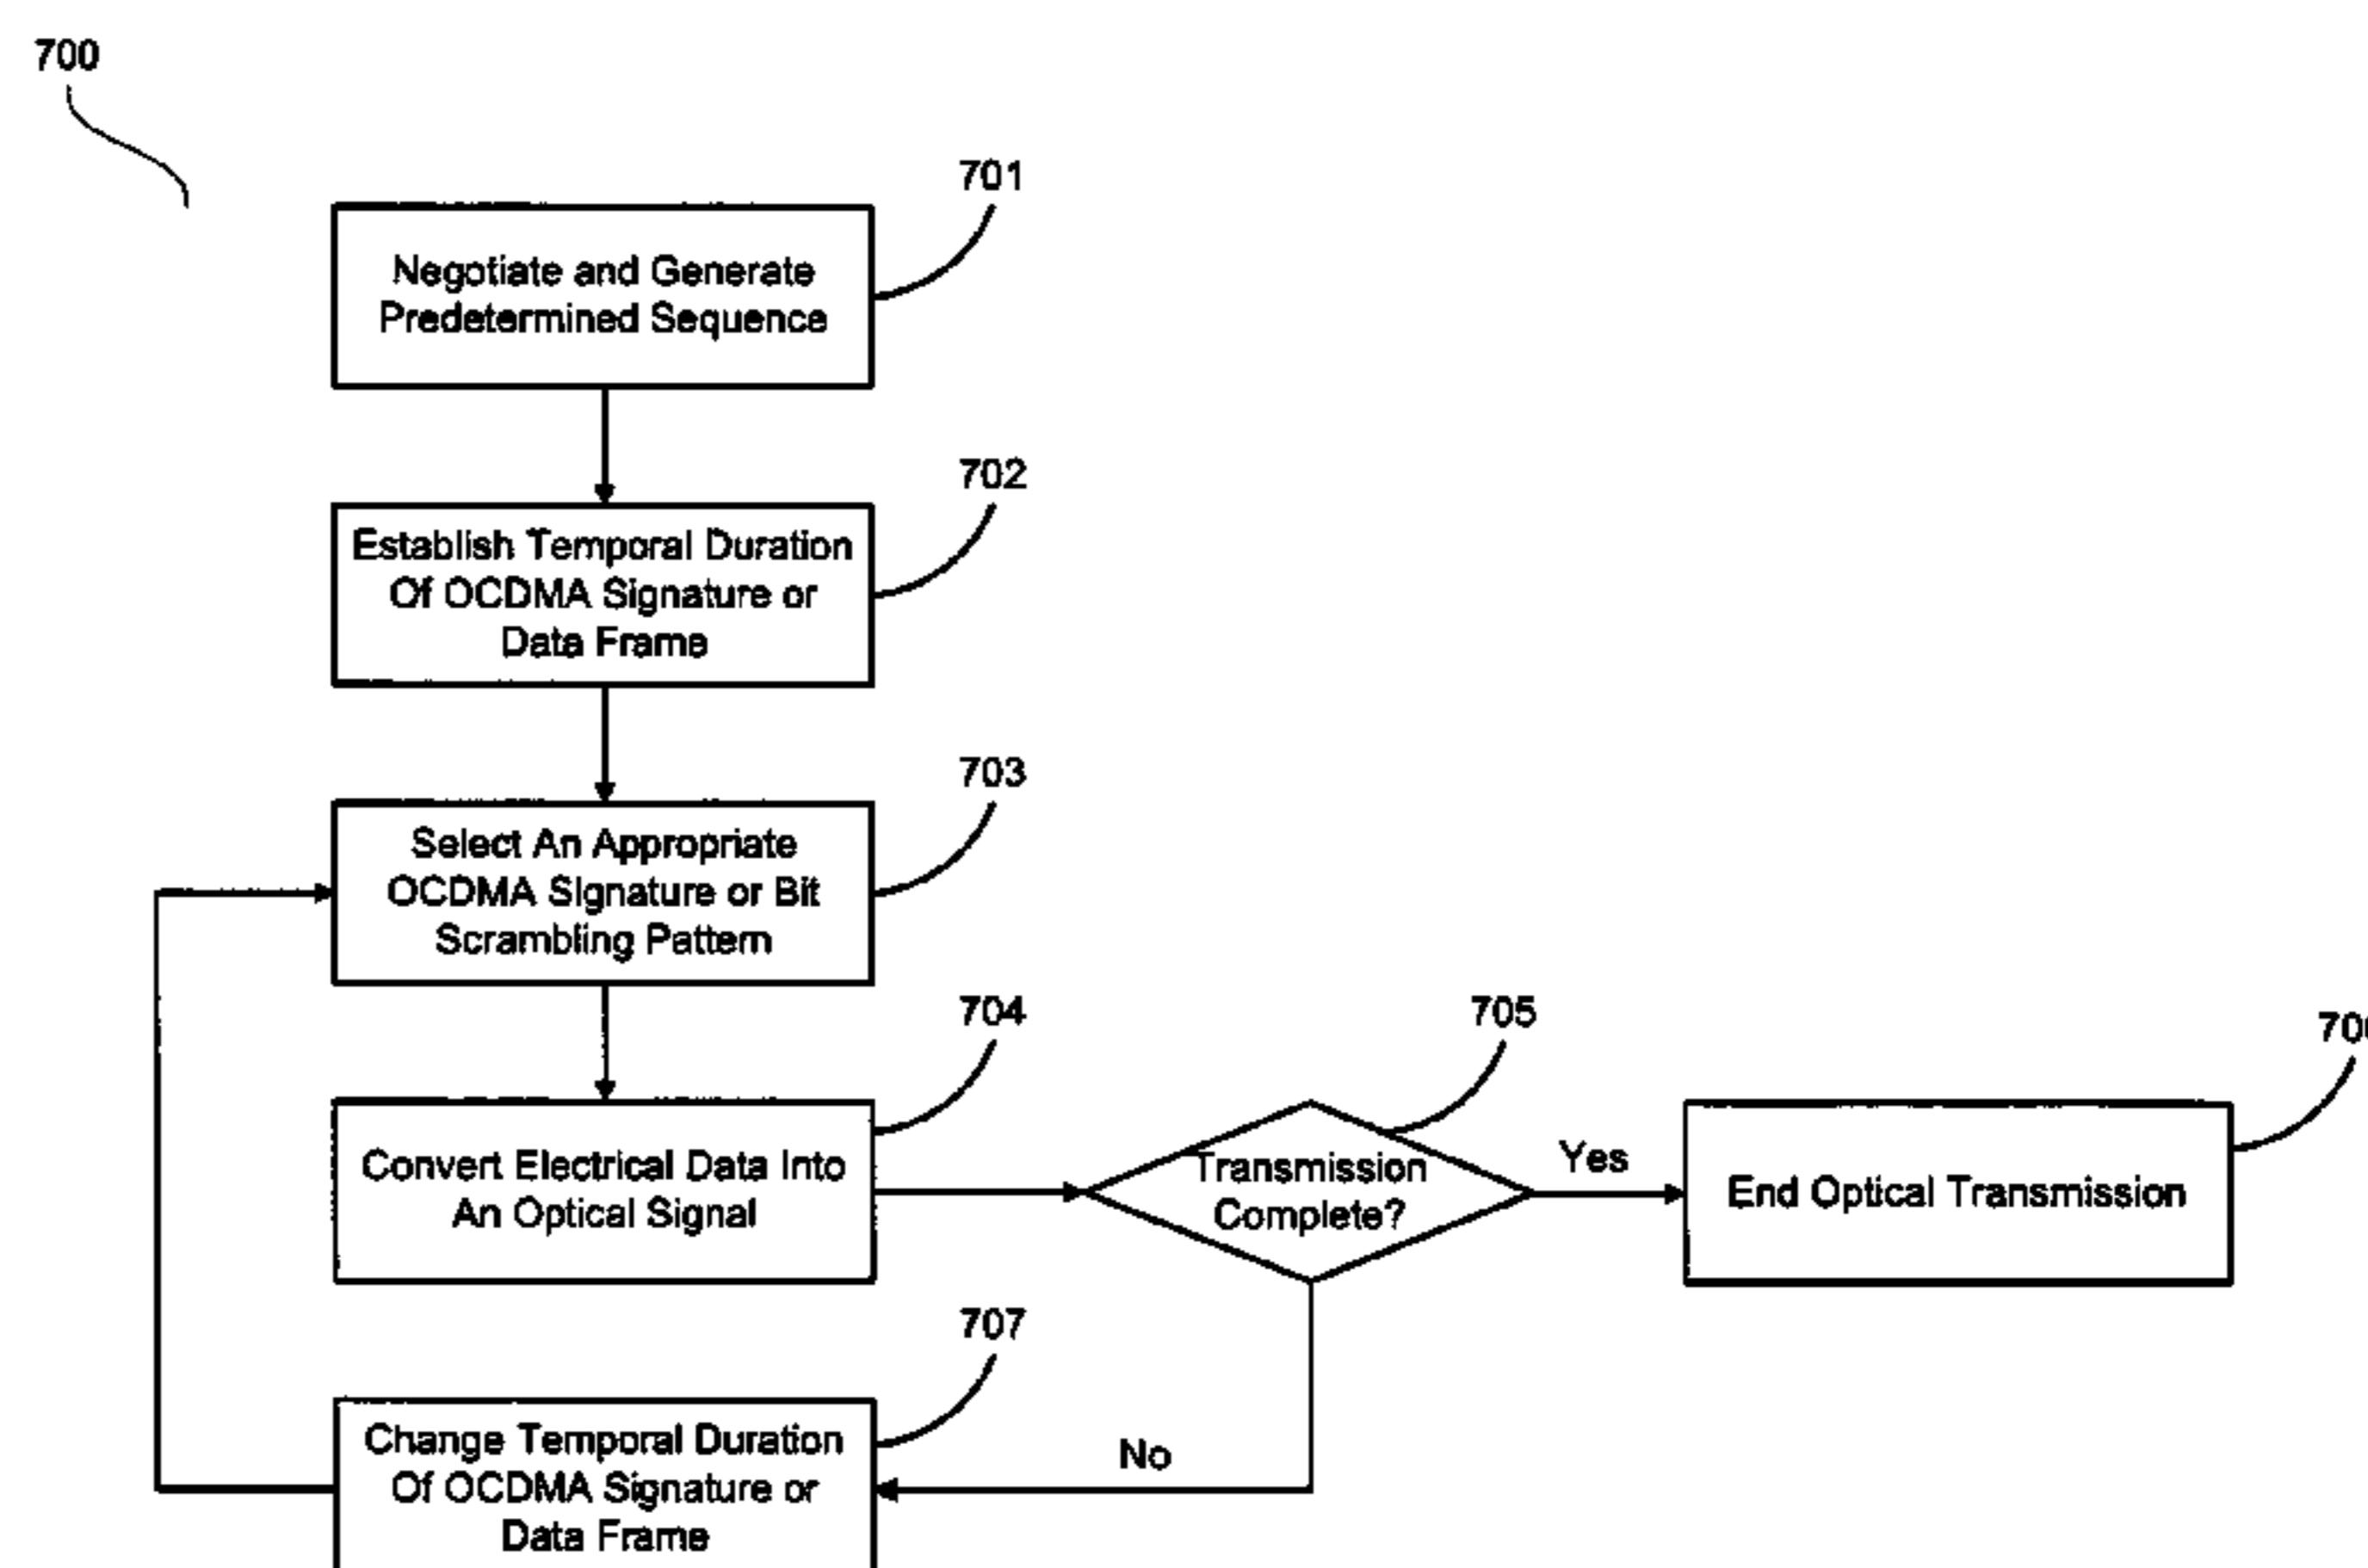 700
701
Negotiate and Generate
Predetermined Sequence
702
Establish Temporal Duration
Of OCDMA Signature or
Data Frame
703
Select An Appropriate
OCDMA Signature or Bit
Scrambling Pattern
704
Convert Electrical Data Into
An Optical Signal
705
Transmission
Complete?
Yes
End Optical Transmission
No
707
Change Temporal Duration
Of OCDMA Signature or
Data Frame